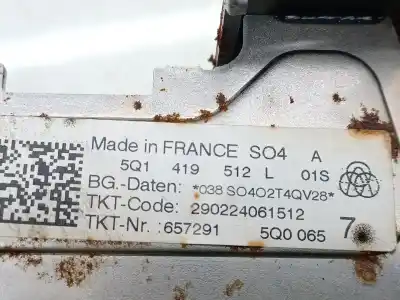 Made in FRANCE SO4 A
5Q1 419 512 L 01S
BG.-Daten: *038 SO4O2T4QV28*
TKT-Code: 290224061512
TKT-Nr.: 657291 5Q0 065 7